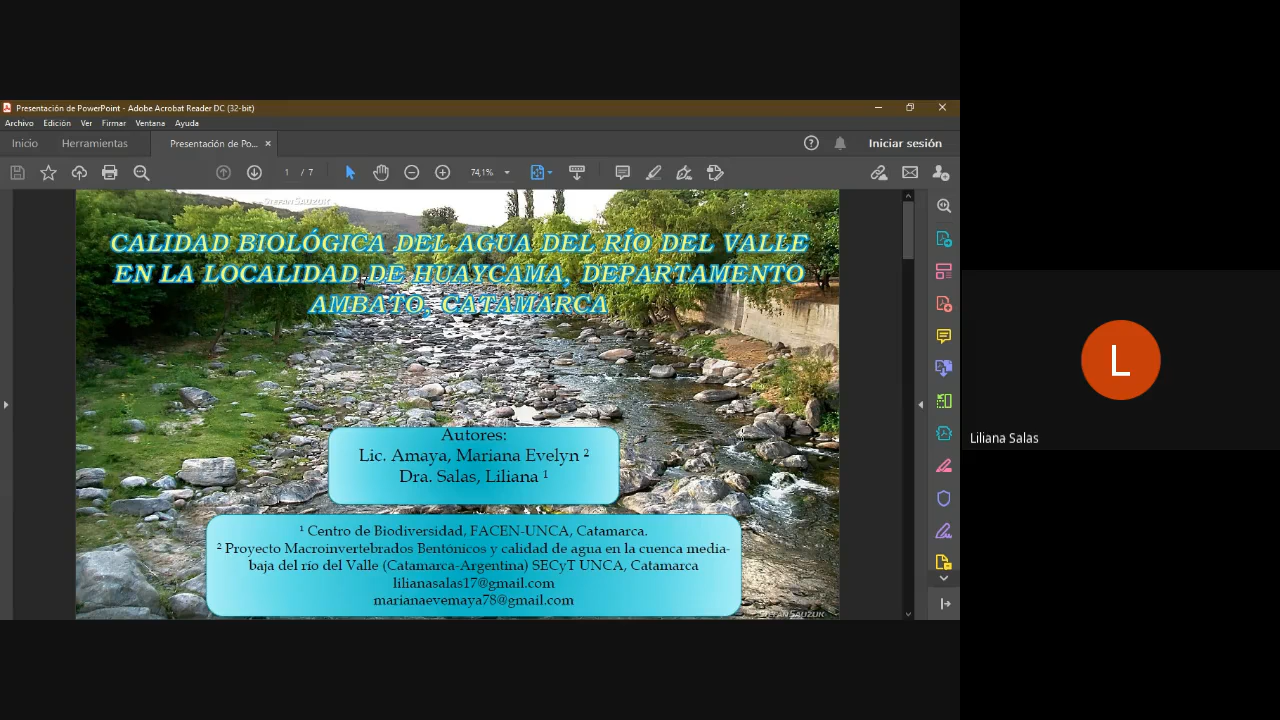 Presentación de PowerPoint - Adobe Acrobat Reader DC (32-bit)
Archivo Edición Ver Firmar Ventana Ayuda
Inicio Herramientas Presentación de Po... × Iniciar sesión
1 / 7 74,1%
STEFAN SAUZUK
CALIDAD BIOLÓGICA DEL AGUA DEL RÍO DEL VALLE
EN LA LOCALIDAD DE HUAYCAMA, DEPARTAMENTO
AMBATO, CATAMARCA
Autores:
Lic. Amaya, Mariana Evelyn ²
Dra. Salas, Liliana ¹
¹ Centro de Biodiversidad, FACEN-UNCA, Catamarca.
² Proyecto Macroinvertebrados Bentónicos y calidad de agua en la cuenca media-
baja del río del Valle (Catamarca-Argentina) SECyT UNCA, Catamarca
lilianasalas17@gmail.com
marianaevemaya78@gmail.com
STEFAN SAUZUK
L
Liliana Salas